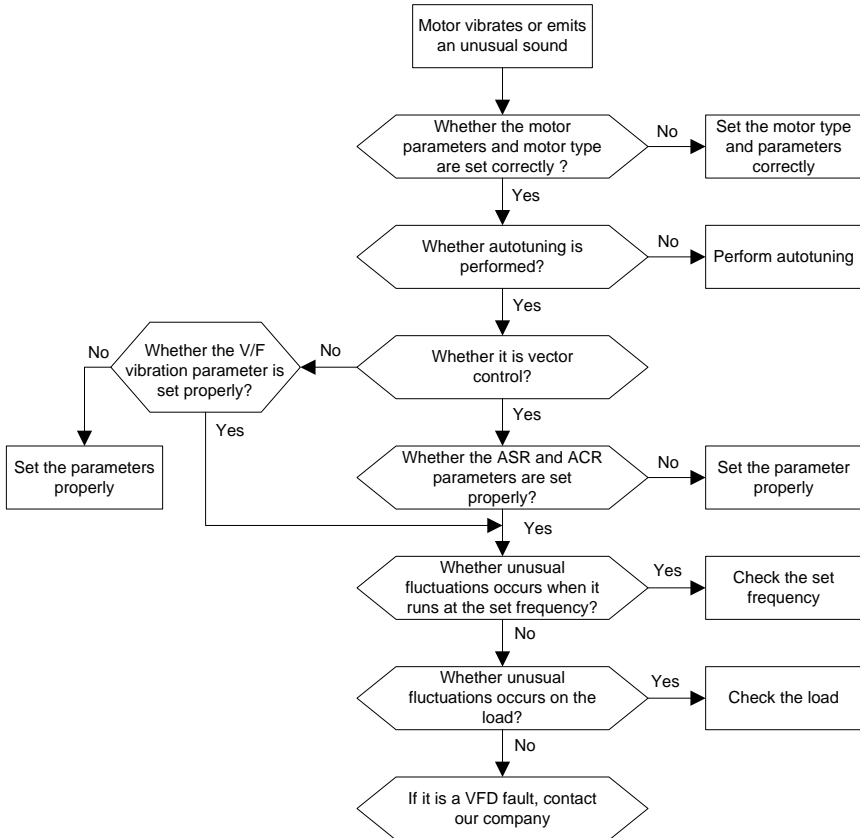 Motor vibrates or emits
an unusual sound
Whether the motor
parameters and motor type
are set correctly ?
No
Set the motor type
and parameters
correctly
Yes
Whether autotuning is
performed?
No
Perform autotuning
Yes
Whether it is vector
control?
No
Whether the V/F
vibration parameter is
set properly?
No
Set the parameters
properly
Yes
Yes
Whether the ASR and ACR
parameters are set
properly?
No
Set the parameter
properly
Yes
Whether unusual
fluctuations occurs when it
runs at the set frequency?
Yes
Check the set
frequency
No
Whether unusual
fluctuations occurs on the
load?
Yes
Check the load
No
If it is a VFD fault, contact
our company